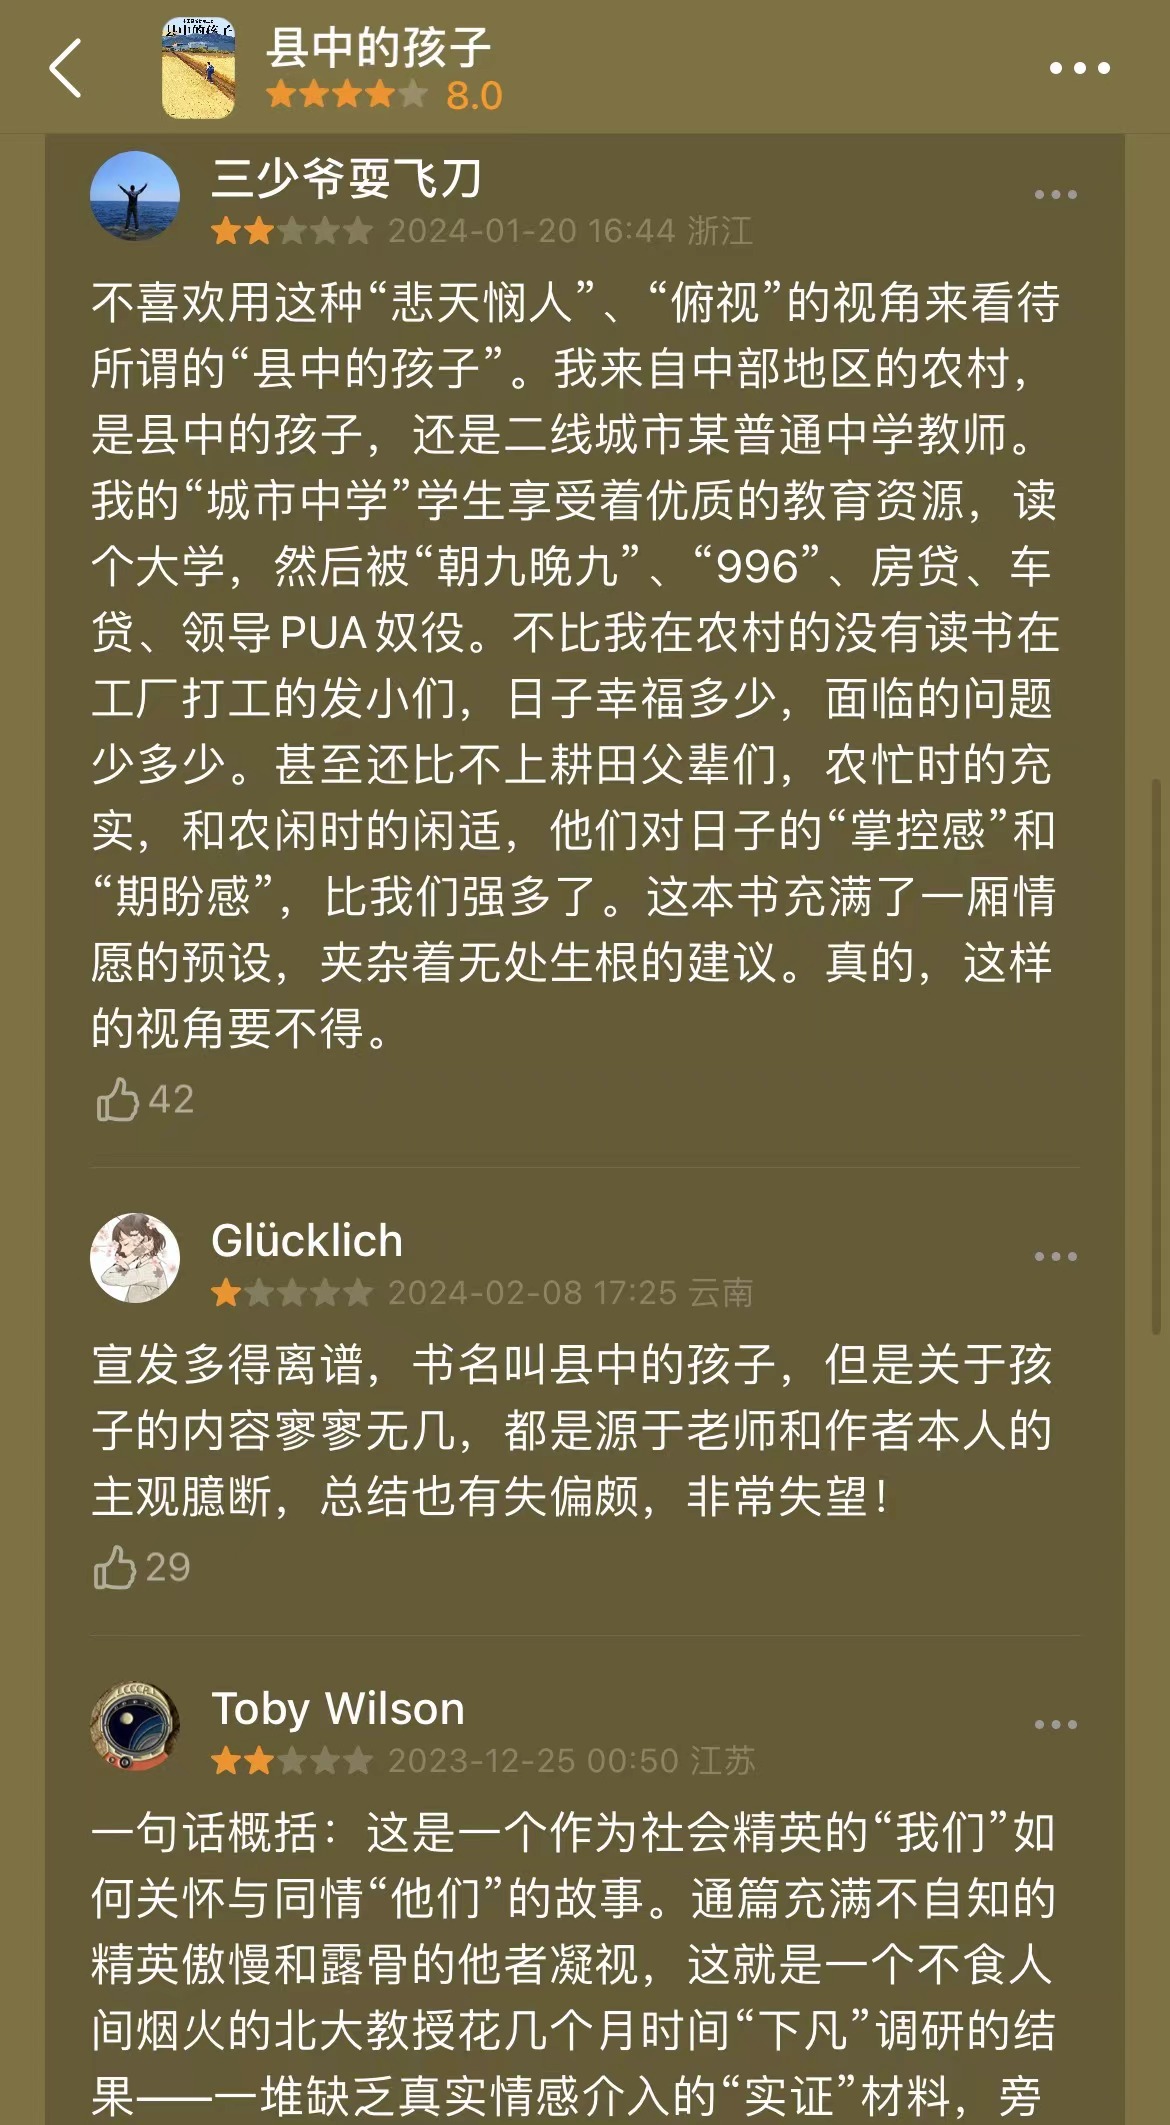 县中的孩子
8.0
三少爷耍飞刀
2024-01-20 16:44 浙江
不喜欢用这种“悲天悯人”、“俯视”的视角来看待
所谓的“县中的孩子”。我来自中部地区的农村，
是县中的孩子，还是二线城市某普通中学教师。
我的“城市中学”学生享受着优质的教育资源，读
个大学，然后被“朝九晚九”、“996”、房贷、车
贷、领导PUA奴役。不比我在农村的没有读书在
工厂打工的发小们，日子幸福多少，面临的问题
少多少。甚至还比不上耕田父辈们，农忙时的充
实，和农闲时的闲适，他们对日子的“掌控感”和
“期盼感”，比我们强多了。这本书充满了一厢情
愿的预设，夹杂着无处生根的建议。真的，这样
的视角要不得。
42
Glücklich
2024-02-08 17:25 云南
宣发多得离谱，书名叫县中的孩子，但是关于孩
子的内容寥寥无几，都是源于老师和作者本人的
主观臆断，总结也有失偏颇，非常失望！
29
Toby Wilson
2023-12-25 00:50 江苏
一句话概括：这是一个作为社会精英的“我们”如
何关怀与同情“他们”的故事。通篇充满不自知的
精英傲慢和露骨的他者凝视，这就是一个不食人
间烟火的北大教授花几个月时间“下凡”调研的结
果——一堆缺乏真实情感介入的“实证”材料，旁